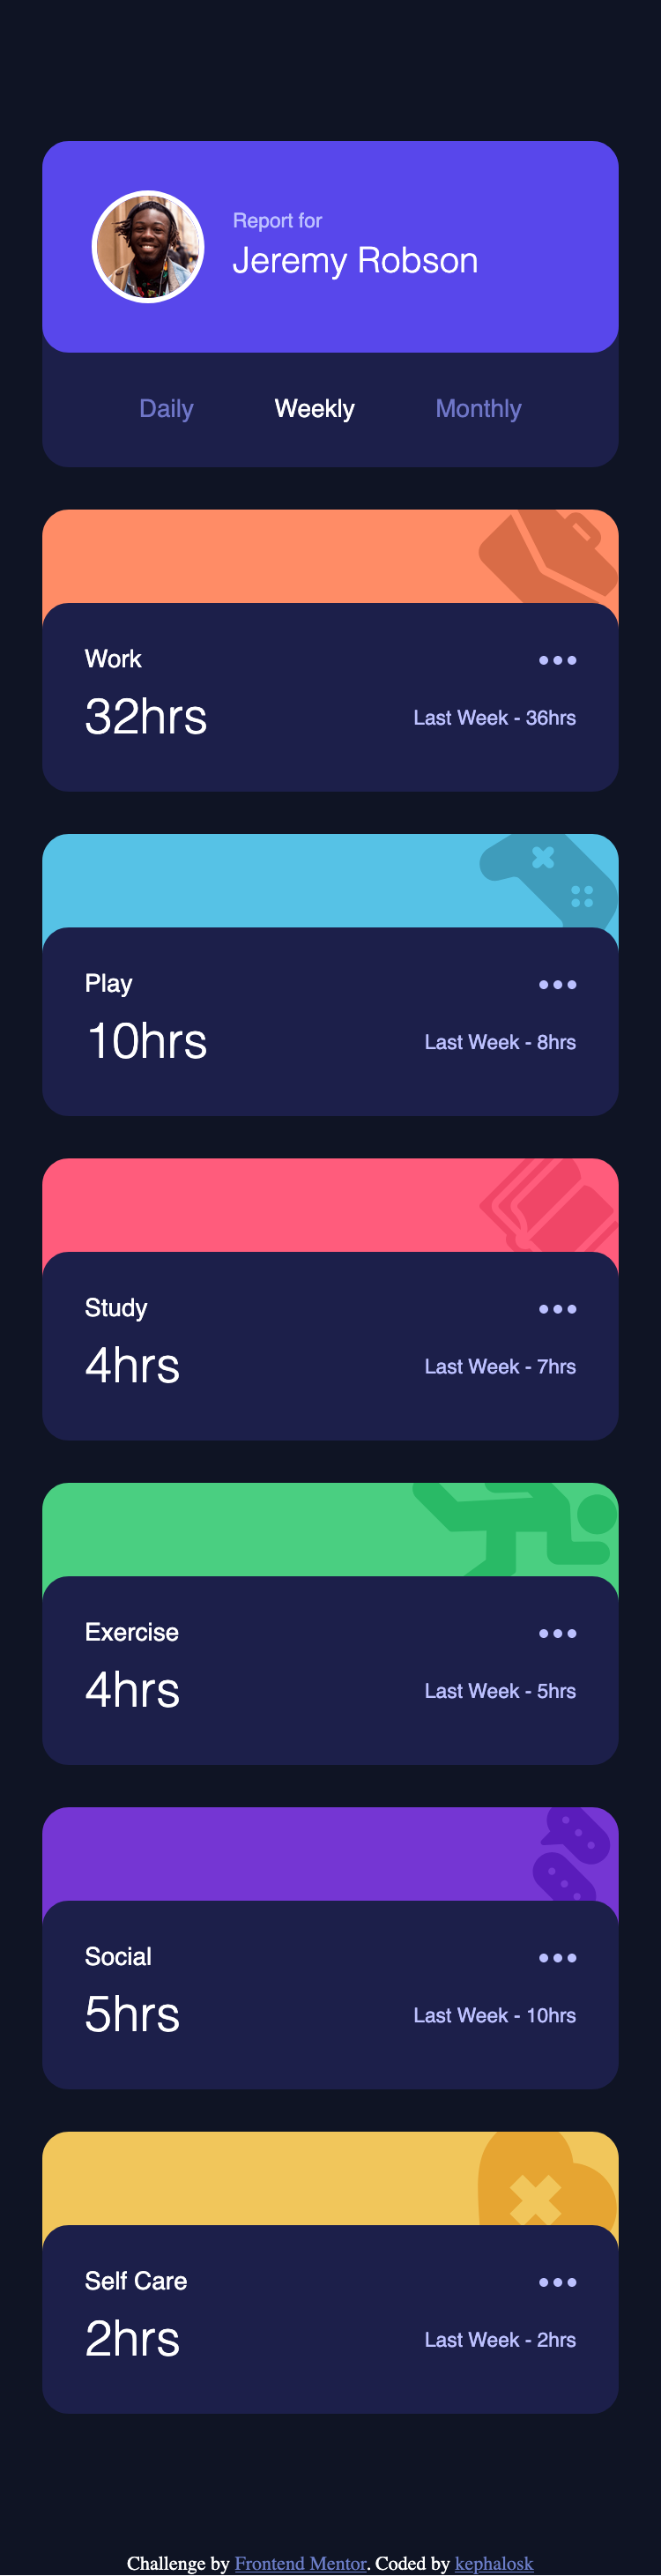 Report for
Jeremy Robson
Daily Weekly Monthly
Work
32hrs Last Week - 36hrs
Play
10hrs Last Week - 8hrs
Study
4hrs Last Week - 7hrs
Exercise
4hrs Last Week - 5hrs
Social
5hrs Last Week - 10hrs
Self Care
2hrs Last Week - 2hrs
Challenge by Frontend Mentor. Coded by kephalosk